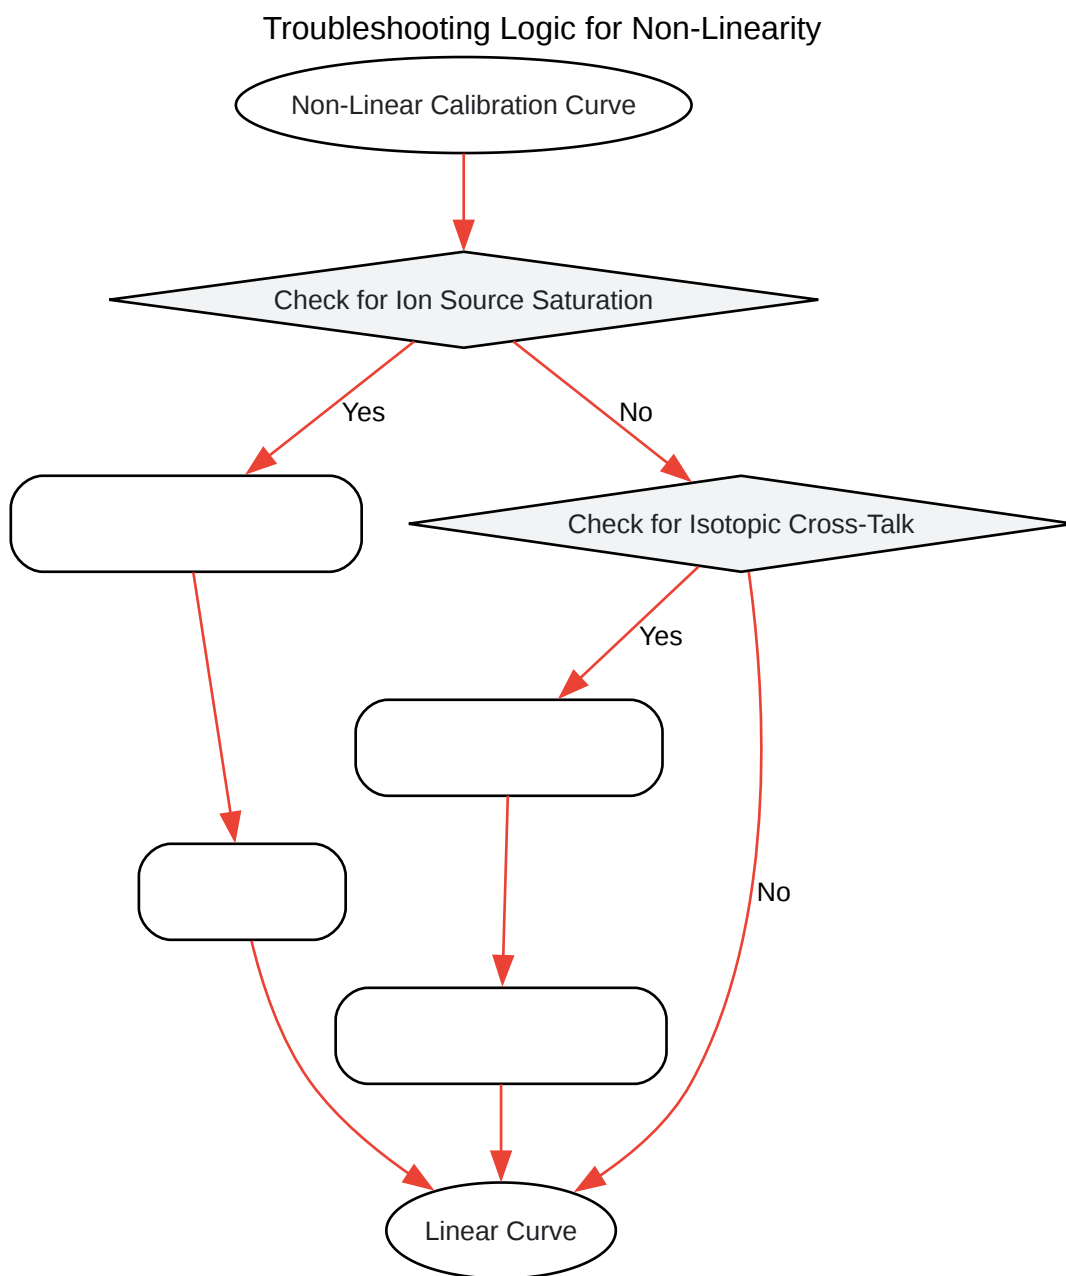 Troubleshooting Logic for Non-Linearity
Non-Linear Calibration Curve
Check for Ion Source Saturation
Yes
No
Check for Isotopic Cross-Talk
Yes
No
Linear Curve